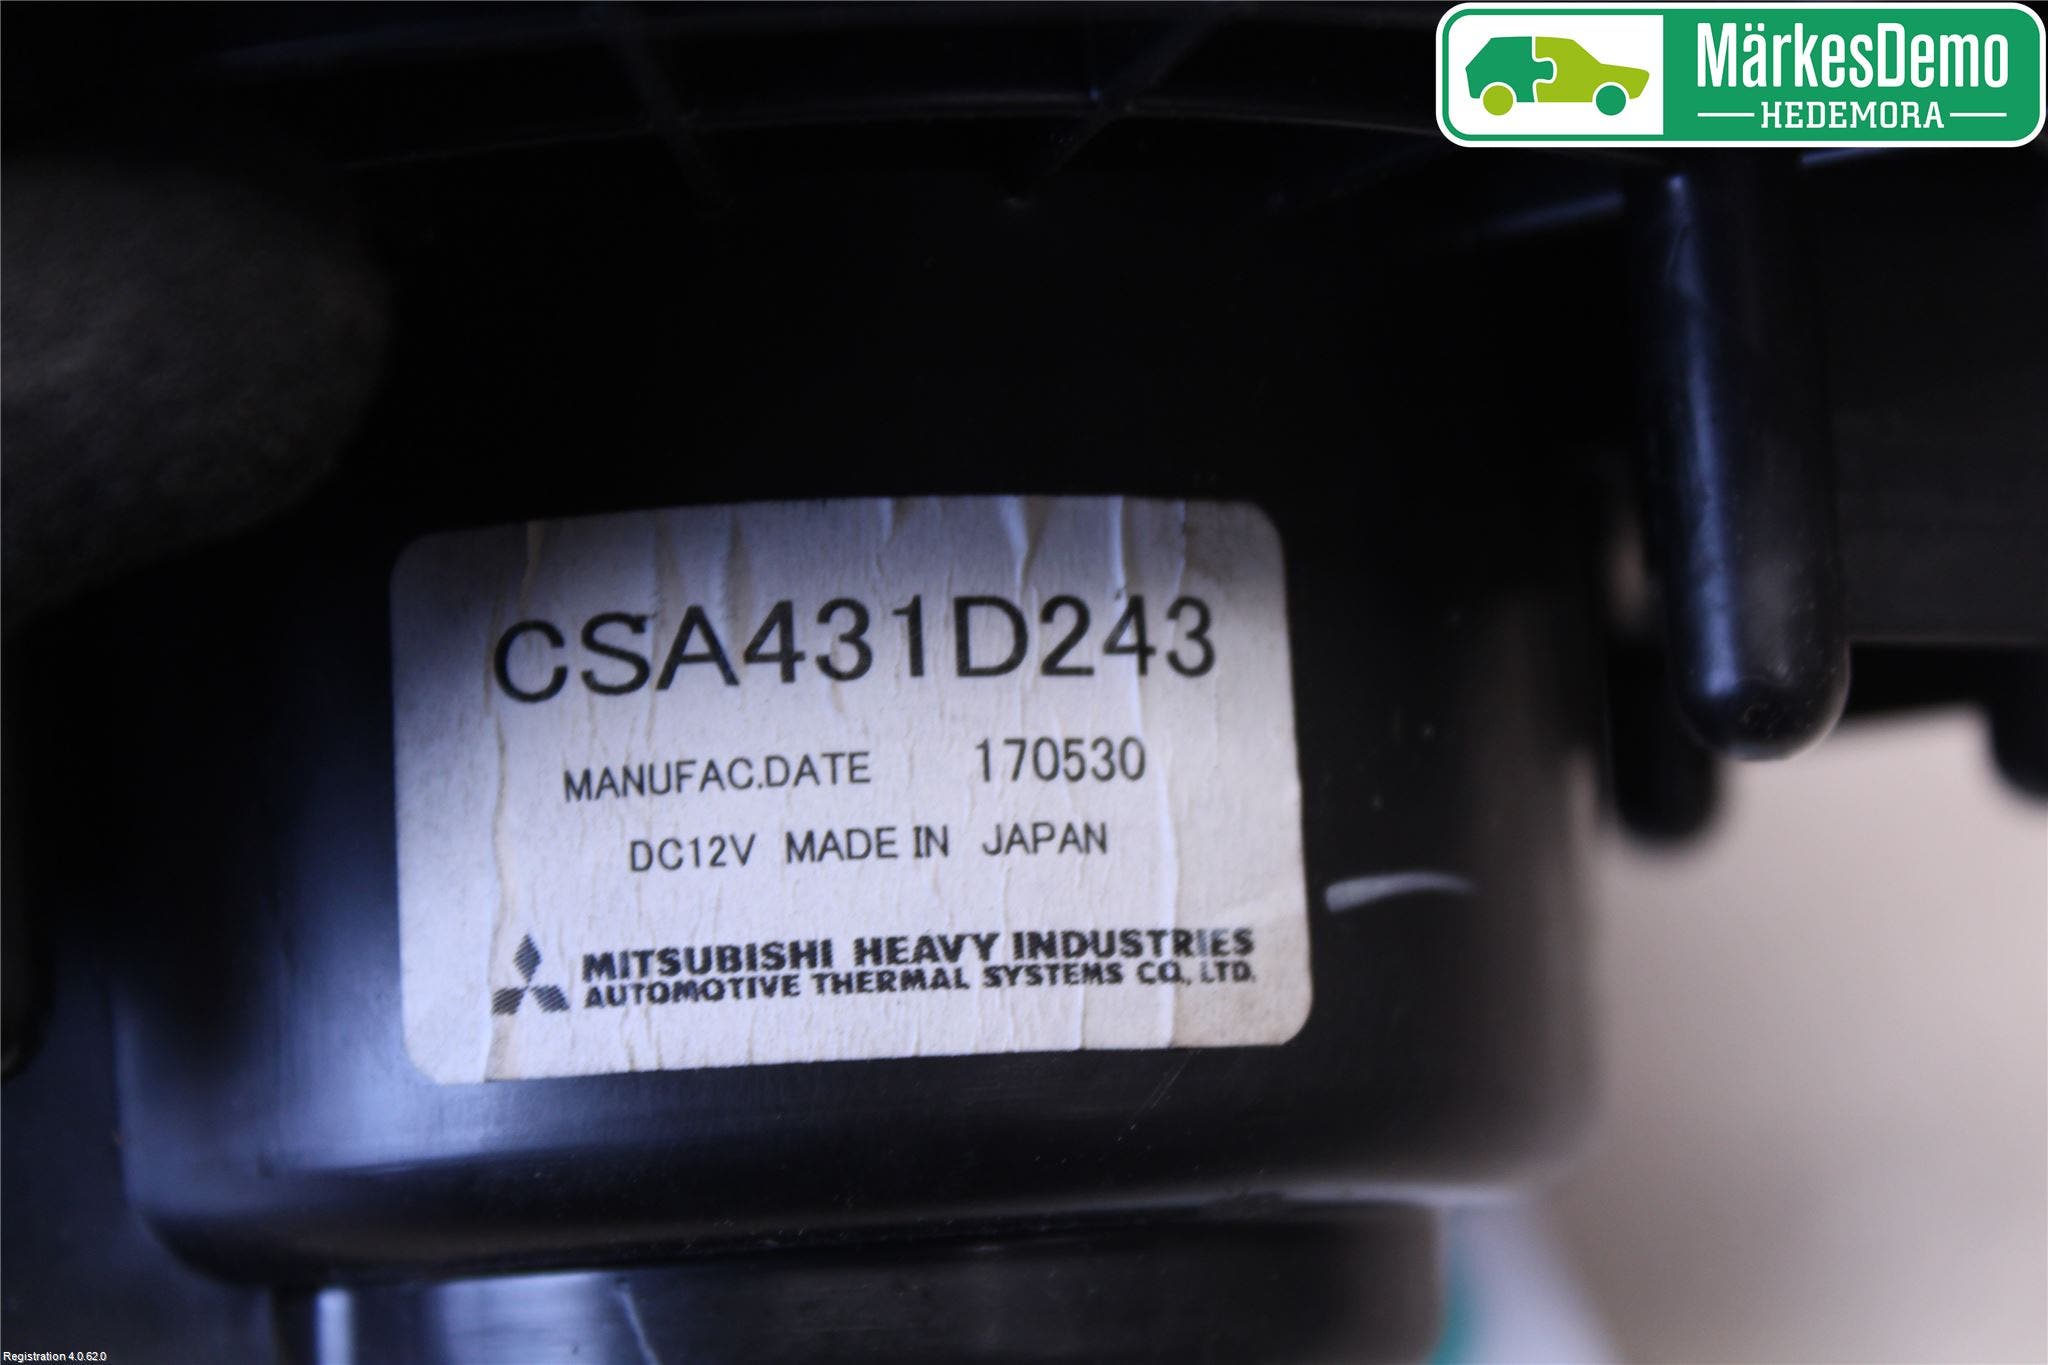 MärkesDemo
HEDEMORA
CSA431D243
MANUFAC.DATE 170530
DC12V MADE IN JAPAN
MITSUBISHI HEAVY INDUSTRIES
AUTOMOTIVE THERMAL SYSTEMS CO., LTD.
Registration 4.0.62.0